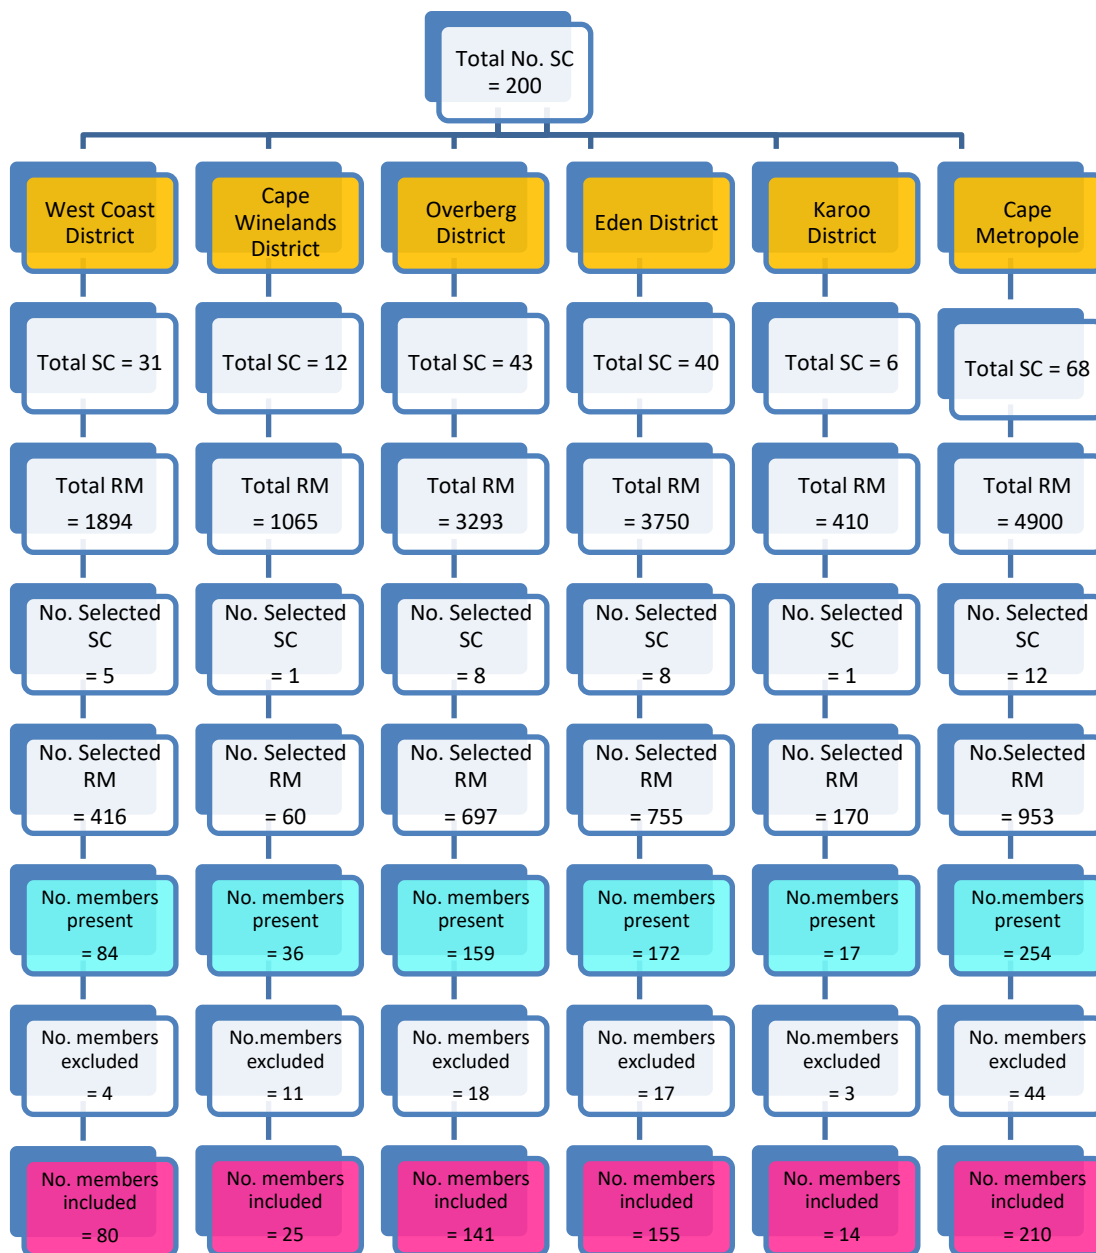 Total No. SC
= 200
West Coast
District
Cape
Winelands
District
Overberg
District
Eden District
Karoo
District
Cape
Metropole
Total SC = 31
Total SC = 12
Total SC = 43
Total SC = 40
Total SC = 6
Total SC = 68
Total RM
= 1894
Total RM
= 1065
Total RM
= 3293
Total RM
= 3750
Total RM
= 410
Total RM
= 4900
No. Selected
SC
= 5
No. Selected
SC
= 1
No. Selected
SC
= 8
No. Selected
SC
= 8
No. Selected
SC
= 1
No. Selected
SC
= 12
No. Selected
RM
= 416
No. Selected
RM
= 60
No. Selected
RM
= 697
No. Selected
RM
= 755
No. Selected
RM
= 170
No.Selected
RM
= 953
No. members
present
= 84
No. members
present
= 36
No. members
present
= 159
No. members
present
= 172
No.members
present
= 17
No.members
present
= 254
No. members
excluded
= 4
No.members
excluded
= 11
No. members
excluded
= 18
No. members
excluded
= 17
No.members
excluded
= 3
No. members
excluded
= 44
No. members
included
= 80
No. members
included
= 25
No. members
included
= 141
No. members
included
= 155
No. members
included
= 14
No. members
included
= 210